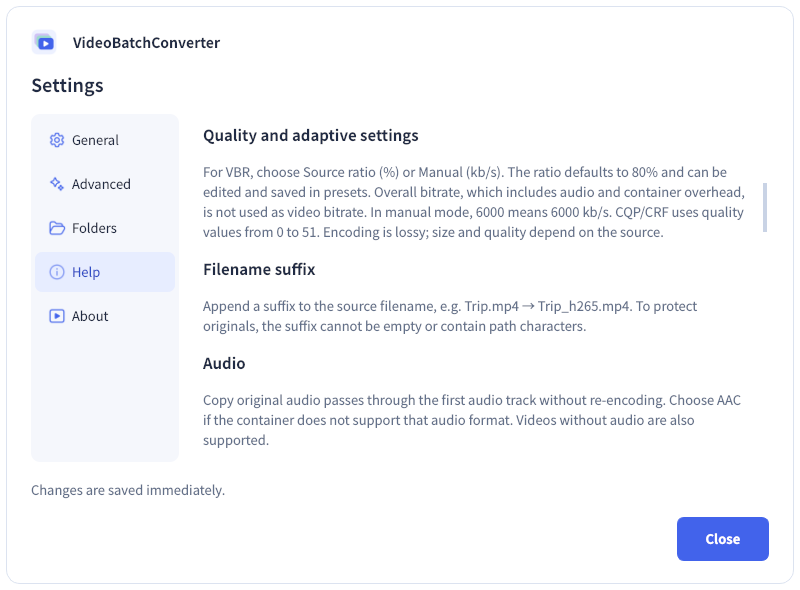 VideoBatchConverter
Settings
General
Advanced
Folders
Help
About
Quality and adaptive settings
For VBR, choose Source ratio (%) or Manual (kb/s). The ratio defaults to 80% and can be
edited and saved in presets. Overall bitrate, which includes audio and container overhead,
is not used as video bitrate. In manual mode, 6000 means 6000 kb/s. CQP/CRF uses quality
values from 0 to 51. Encoding is lossy; size and quality depend on the source.
Filename suffix
Append a suffix to the source filename, e.g. Trip.mp4 → Trip_h265.mp4. To protect
originals, the suffix cannot be empty or contain path characters.
Audio
Copy original audio passes through the first audio track without re-encoding. Choose AAC
if the container does not support that audio format. Videos without audio are also
supported.
Changes are saved immediately.
Close